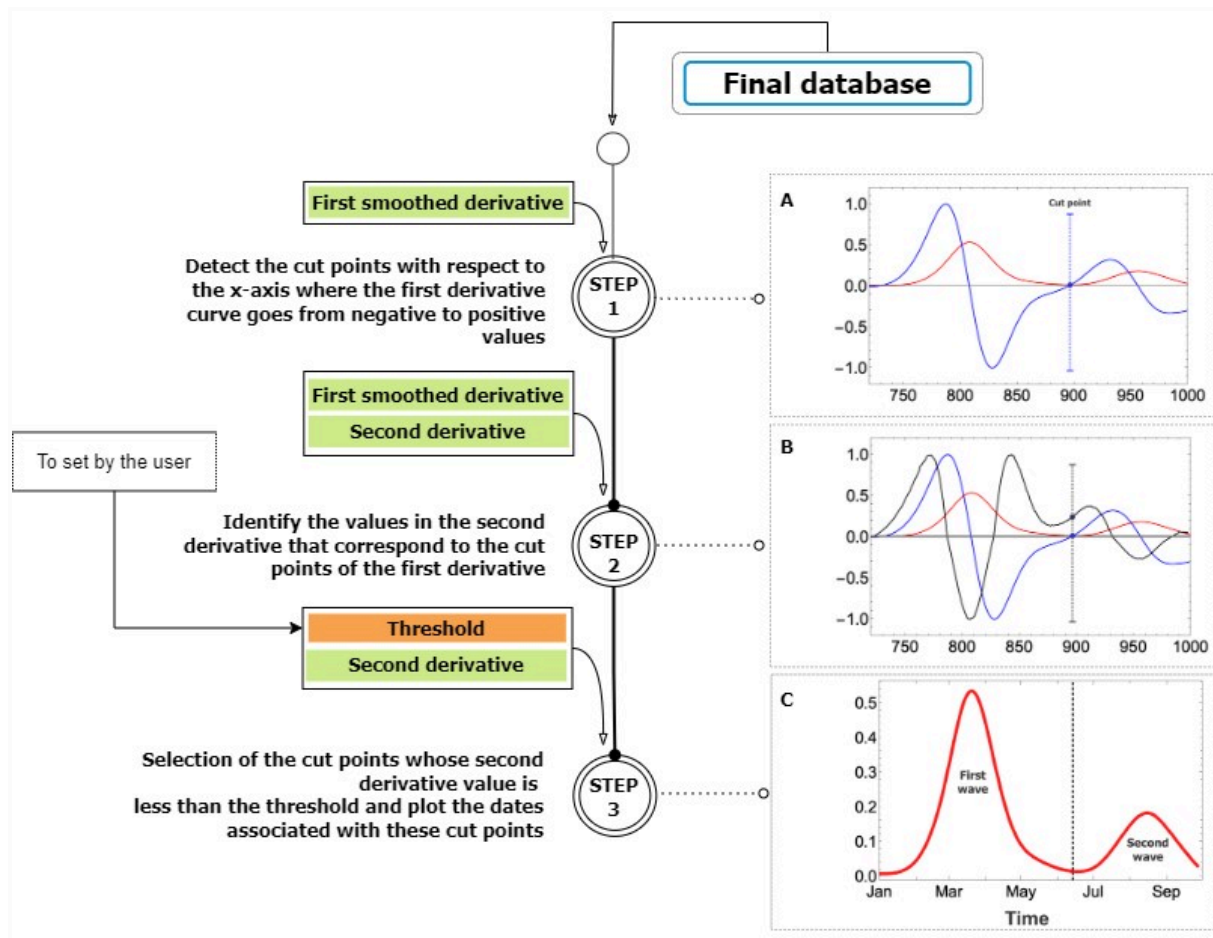 Final database
First smoothed derivative
Detect the cut points with respect to
the x-axis where the first derivative
curve goes from negative to positive
values
STEP
1
First smoothed derivative
Second derivative
To set by the user
Identify the values in the second
derivative that correspond to the cut
points of the first derivative
STEP
2
Threshold
Second derivative
Selection of the cut points whose second
derivative value is
less than the threshold and plot the dates
associated with these cut points
STEP
3
A
Cut point
1.0
0.5
0.0
−0.5
−1.0
750 800 850 900 950 1000
B
1.0
0.5
0.0
−0.5
−1.0
750 800 850 900 950 1000
C
0.5
0.4
0.3
0.2
0.1
0.0
First
wave
Second
wave
Jan Mar May Jul Sep
Time